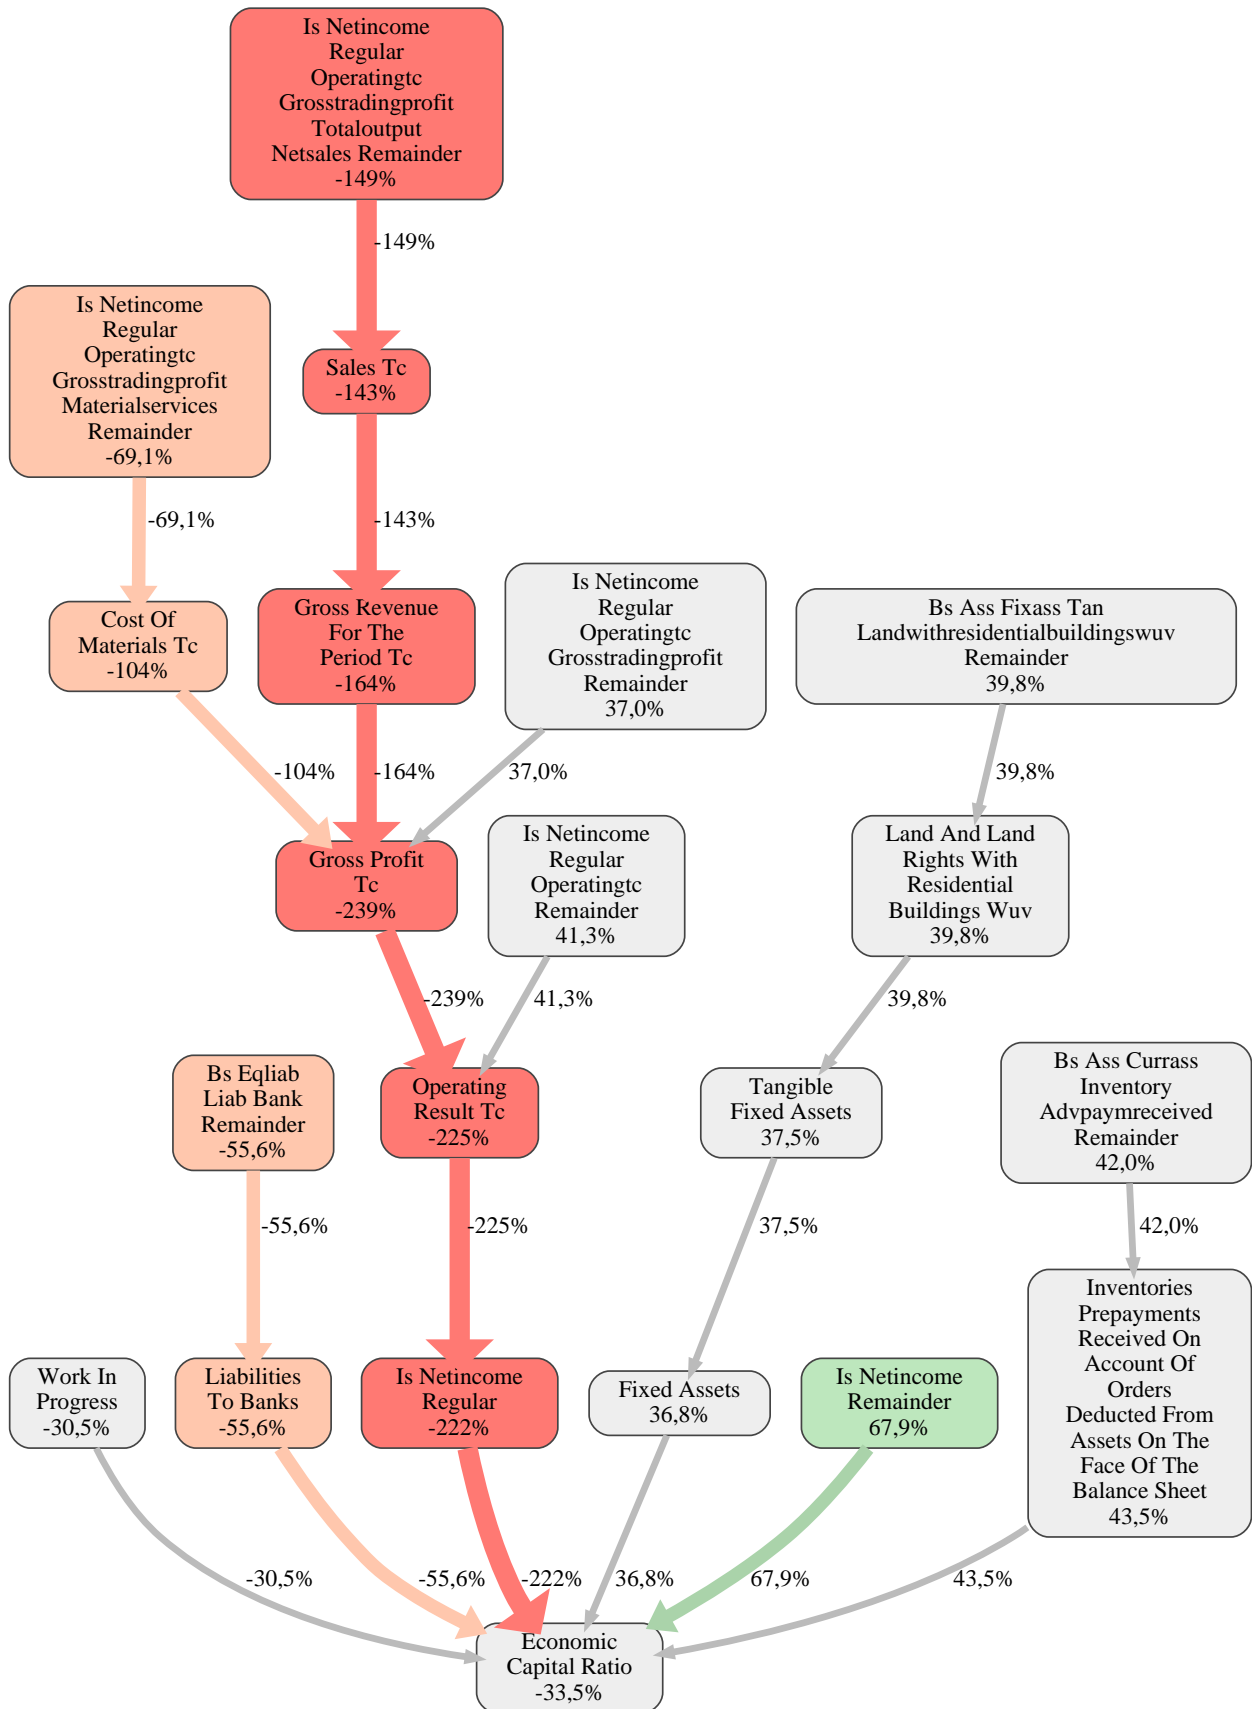 Is Netincome
Regular
Operatingtc
Grosstradingprofit
Totaloutput
Netsales Remainder
-149%
-149%
Is Netincome
Regular
Operatingtc
Grosstradingprofit
Materialservices
Remainder
-69,1%
Sales Tc
-143%
-69,1%
-143%
Cost Of
Materials Tc
-104%
Gross Revenue
For The
Period Tc
-164%
Is Netincome
Regular
Operatingtc
Grosstradingprofit
Remainder
37,0%
Bs Ass Fixass Tan
Landwithresidentialbuildingswuv
Remainder
39,8%
-104%
-164%
37,0%
39,8%
Gross Profit
Tc
-239%
Is Netincome
Regular
Operatingtc
Remainder
41,3%
Land And Land
Rights With
Residential
Buildings Wuv
39,8%
-239%
41,3%
39,8%
Bs Eqliab
Liab Bank
Remainder
-55,6%
Operating
Result Tc
-225%
Tangible
Fixed Assets
37,5%
Bs Ass Currass
Inventory
Advpaymreceived
Remainder
42,0%
-55,6%
-225%
37,5%
42,0%
Work In
Progress
-30,5%
Liabilities
To Banks
-55,6%
Is Netincome
Regular
-222%
Fixed Assets
36,8%
Is Netincome
Remainder
67,9%
Inventories
Prepayments
Received On
Account Of
Orders
Deducted From
Assets On The
Face Of The
Balance Sheet
43,5%
-30,5%
-55,6%
-222%
36,8%
67,9%
43,5%
Economic
Capital Ratio
-33,5%